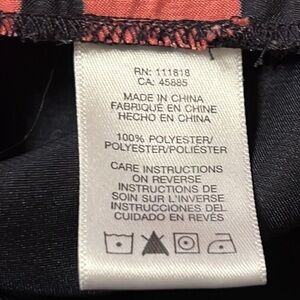 RN: 111818
CA: 45885
MADE IN CHINA
FABRIQUÉ EN CHINE
HECHO EN CHINA
100% POLYESTER/
POLYESTER/POLIÉSTER
CARE INSTRUCTIONS
ON REVERSE
INSTRUCTIONS DE
SOIN SUR L'INVERSE
INSTRUCCIONES DEL
CUIDADO EN REVÉS